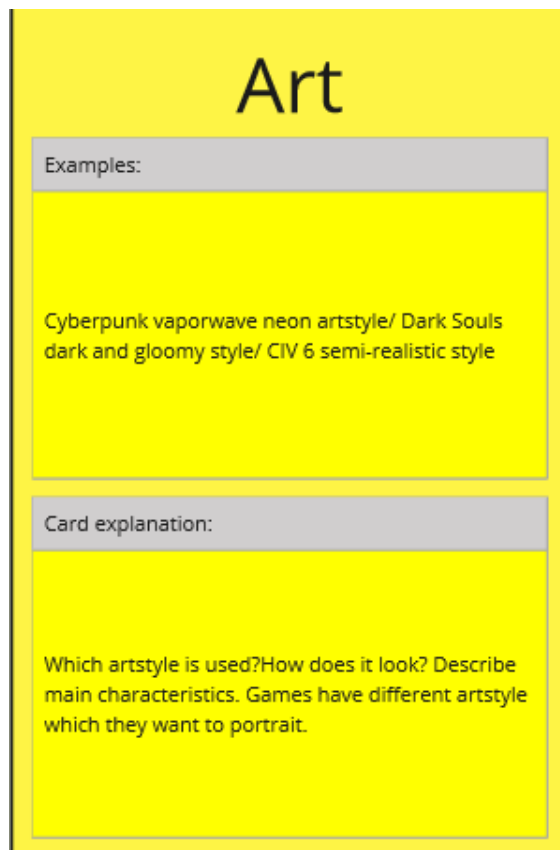 Art
Examples:
Cyberpunk vaporwave neon artstyle/ Dark Souls
dark and gloomy style/ CIV 6 semi-realistic style
Card explanation:
Which artstyle is used?How does it look? Describe
main characteristics. Games have different artstyle
which they want to portrait.